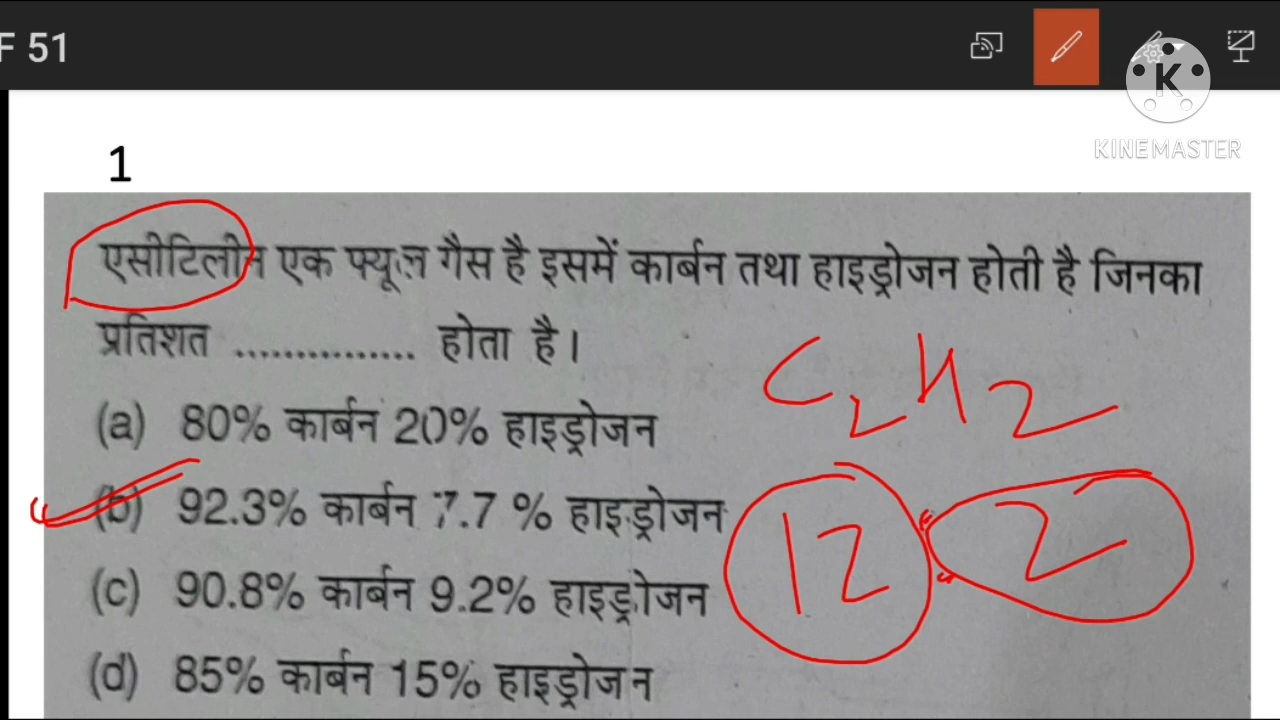 F 51
K
KINEMASTER
1
एसीटिलीन एक फ्यूल गैस है इसमें कार्बन तथा हाइड्रोजन होती है जिनका
प्रतिशत ............... होता है।
(a) 80% कार्बन 20% हाइड्रोजन
(b) 92.3% कार्बन 7.7 % हाइड्रोजन
(c) 90.8% कार्बन 9.2% हाइड्रोजन
(d) 85% कार्बन 15% हाइड्रोजन
C2H2
12 : 2